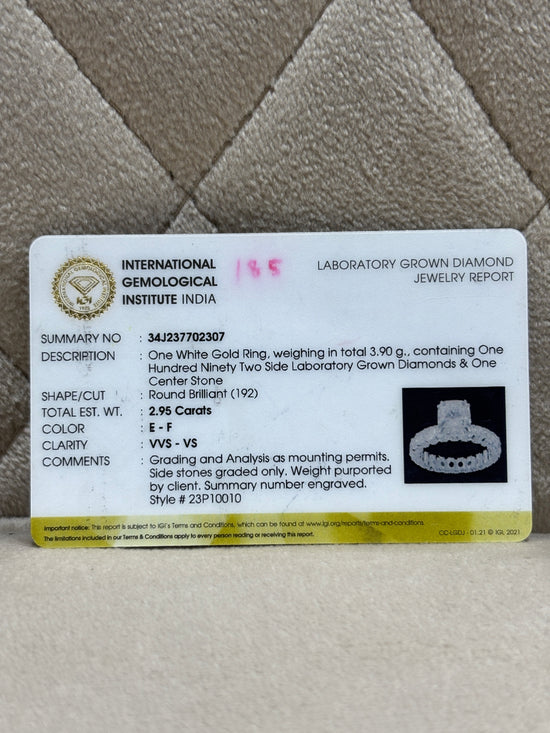 INTERNATIONAL
GEMOLOGICAL
INSTITUTE INDIA
185
LABORATORY GROWN DIAMOND
JEWELRY REPORT
IGI
SUMMARY NO : 34J237702307
DESCRIPTION : One White Gold Ring, weighing in total 3.90 g., containing One
Hundred Ninety Two Side Laboratory Grown Diamonds & One
Center Stone
SHAPE/CUT : Round Brilliant (192)
TOTAL EST. WT. : 2.95 Carats
COLOR : E - F
CLARITY : VVS - VS
COMMENTS : Grading and Analysis as mounting permits.
Side stones graded only. Weight purported
by client. Summary number engraved.
Style # 23P10010
Important notice: This report is subject to IGI's Terms and Conditions, which can be found at www.igi.org/reports/terms-and-conditions.
The limitations included in our Terms & Conditions apply to every person reading or receiving this report.
CC-LGDJ - 01.21 © IGI, 2021